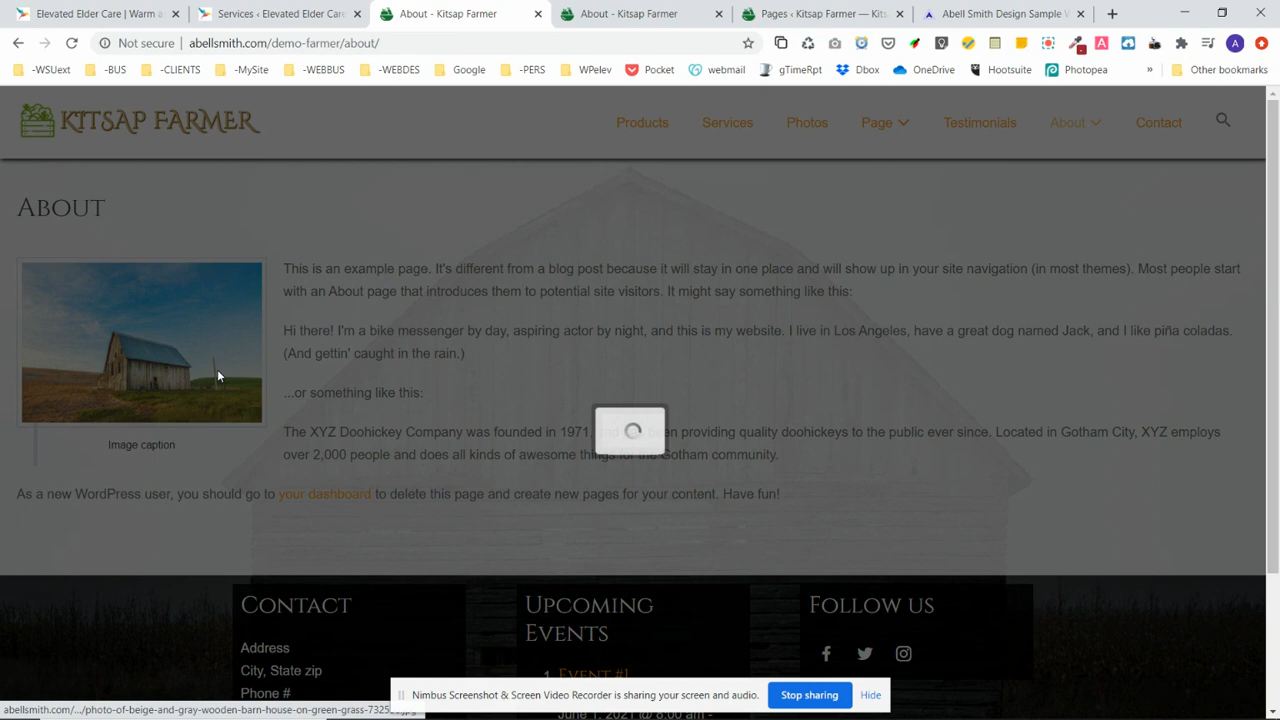 Elevated Elder Care | Warm a
Services ‹ Elevated Elder Care
About - Kitsap Farmer
About - Kitsap Farmer
Pages ‹ Kitsap Farmer — Kits
Abell Smith Design Sample V
Not secure
abellsmith.com/demo-farmer/about/
-WSUext
-BUS
-CLIENTS
-MySite
-WEBBUS
-WEBDES
Google
-PERS
WPelev
Pocket
webmail
gTimeRpt
Dbox
OneDrive
Hootsuite
Photopea
»
Other bookmarks
KITSAP FARMER
Products
Services
Photos
Page
Testimonials
About
Contact
About
This is an example page. It's different from a blog post because it will stay in one place and will show up in your site navigation (in most themes). Most people start
with an About page that introduces them to potential site visitors. It might say something like this:
Hi there! I'm a bike messenger by day, aspiring actor by night, and this is my website. I live in Los Angeles, have a great dog named Jack, and I like piña coladas.
(And gettin' caught in the rain.)
...or something like this:
The XYZ Doohickey Company was founded in 1971, and has been providing quality doohickeys to the public ever since. Located in Gotham City, XYZ employs
over 2,000 people and does all kinds of awesome things for the Gotham community.
Image caption
As a new WordPress user, you should go to your dashboard to delete this page and create new pages for your content. Have fun!
Contact
Address
City, State zip
Phone #
Upcoming
Events
1. Event #1
June 1, 2021 @ 8:00 am -
Follow us
Nimbus Screenshot & Screen Video Recorder is sharing your screen and audio.
Stop sharing
Hide